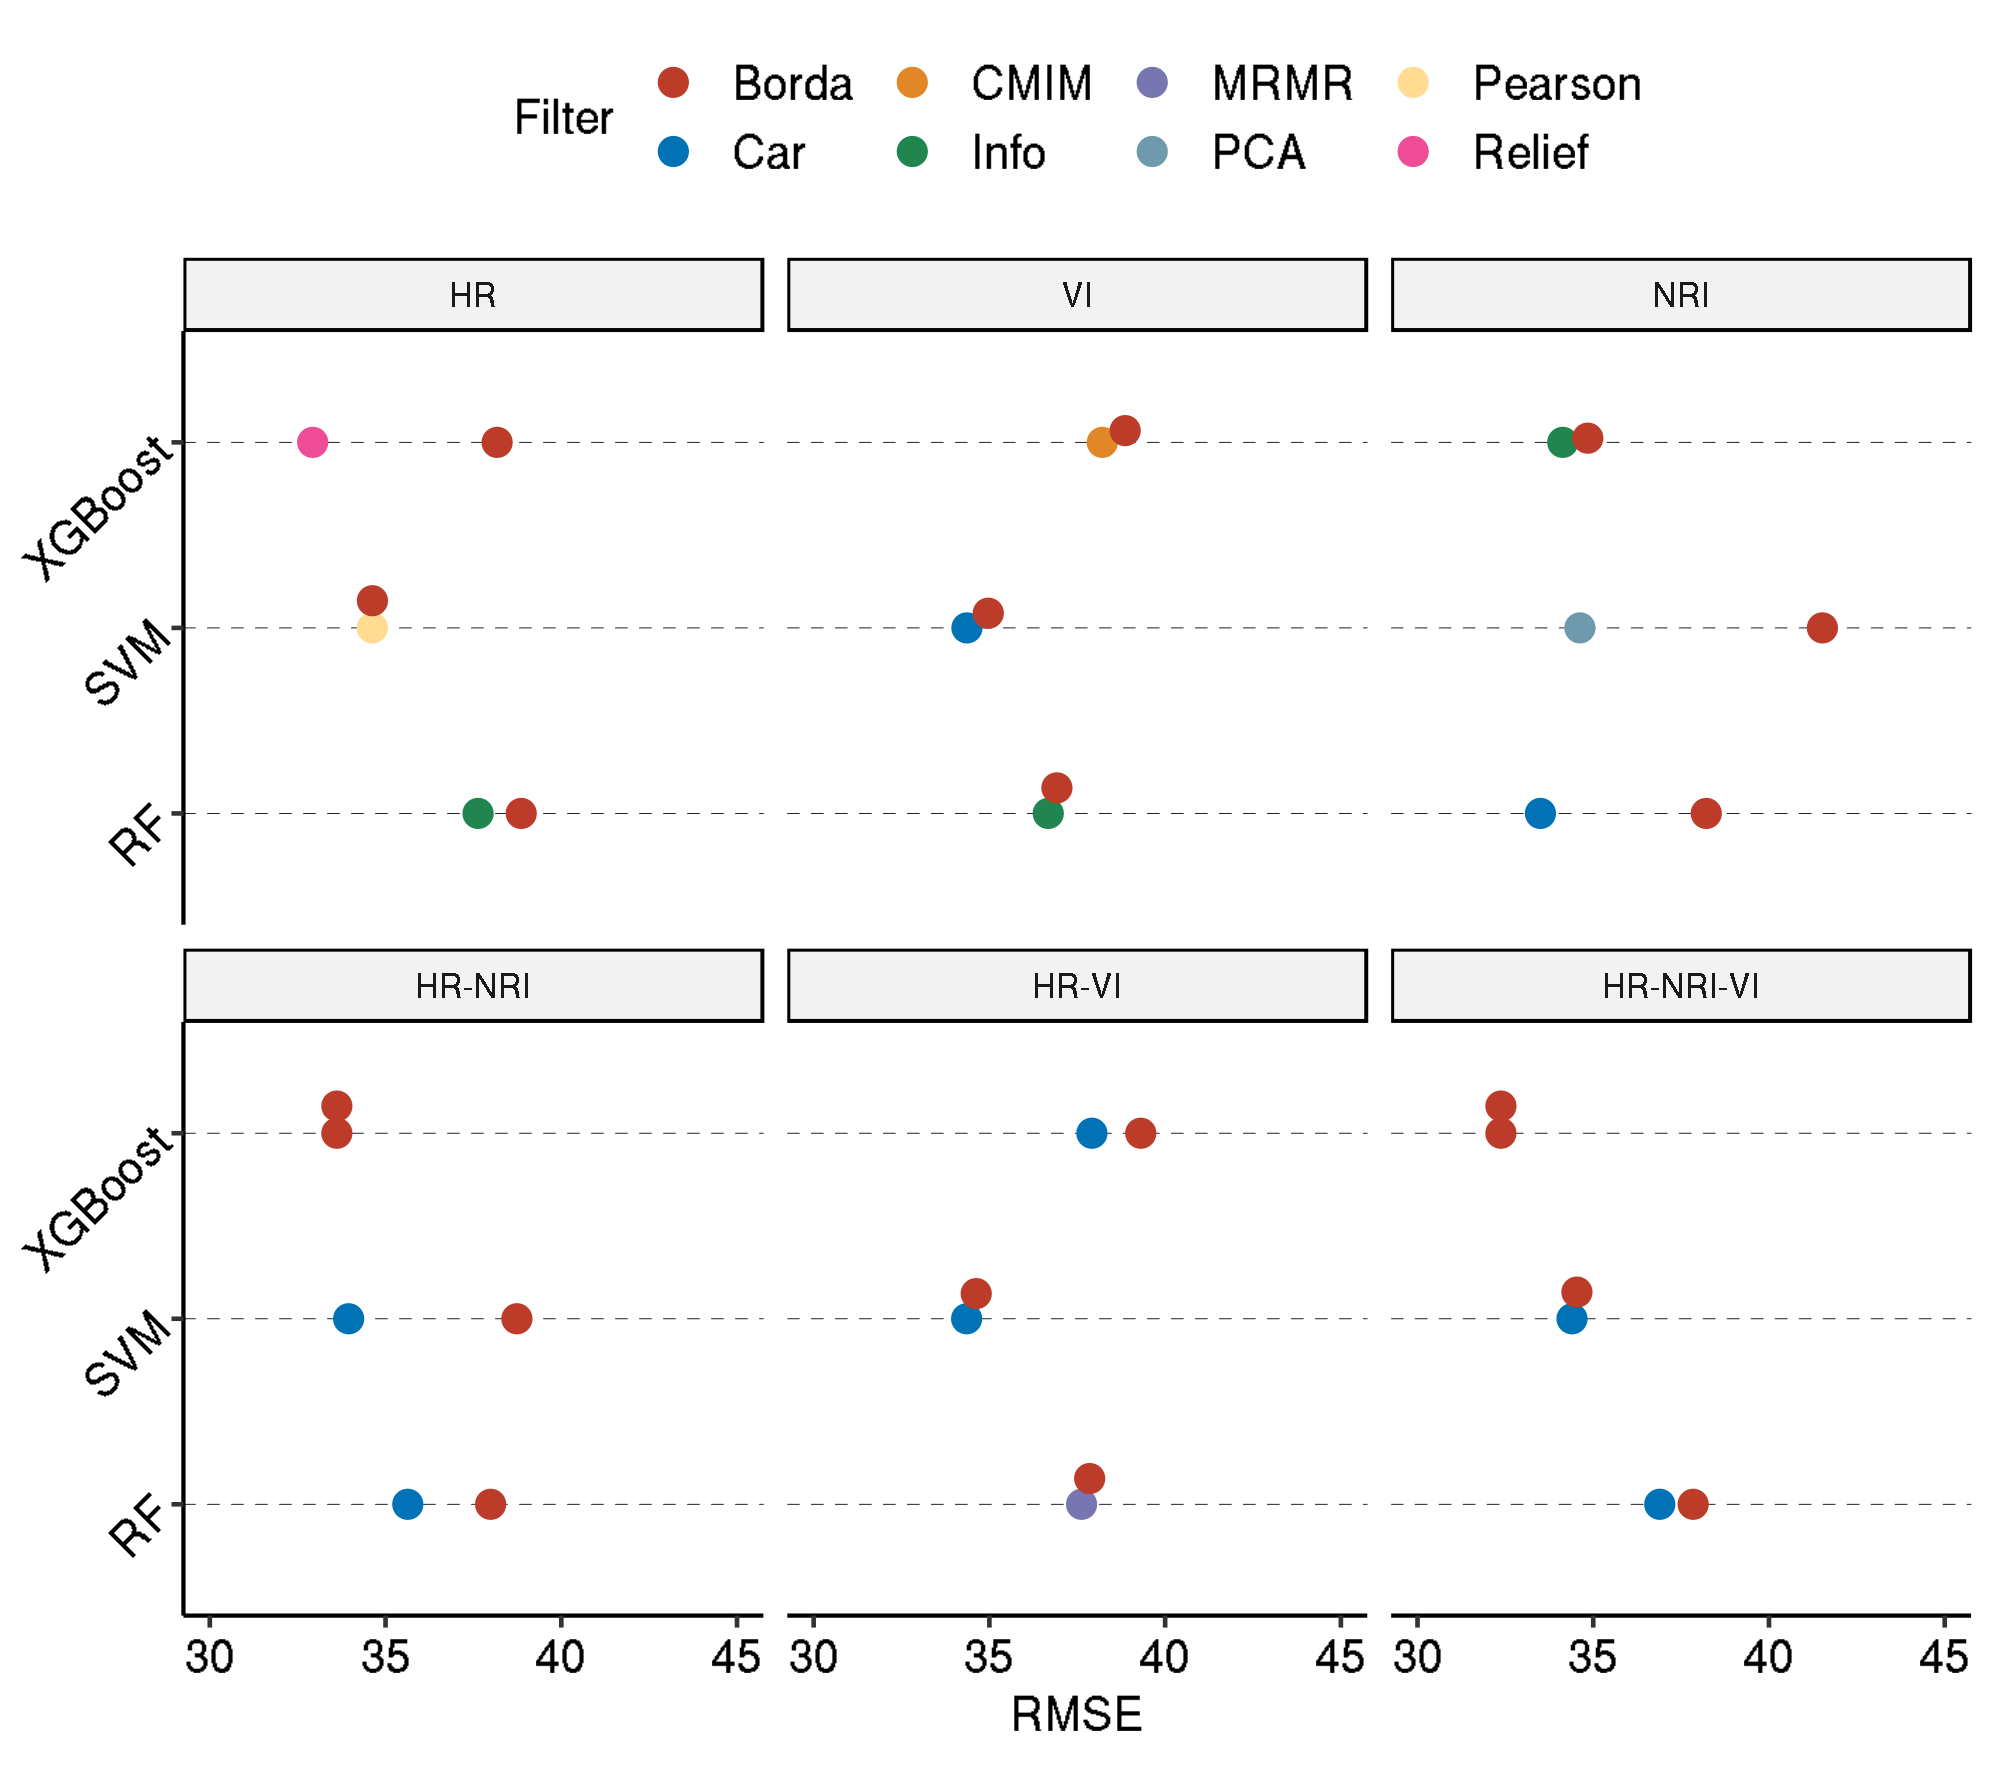 Filter
Borda CMIM MRMR Pearson
Car Info PCA Relief
HR VI NRI
XGBoost
SVM
RF
HR-NRI HR-VI HR-NRI-VI
XGBoost
SVM
RF
30 35 40 45 30 35 40 45 30 35 40 45
RMSE